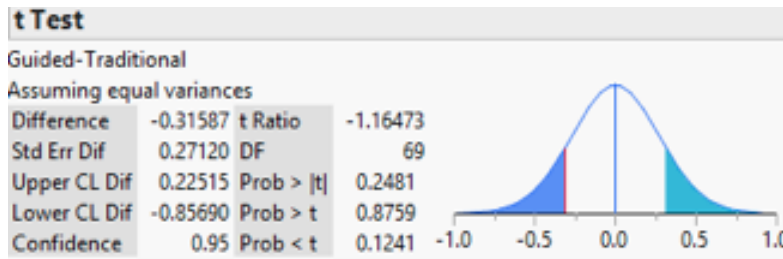 t Test
Guided-Traditional
Assuming equal variances
Difference -0.31587 t Ratio -1.16473
Std Err Dif 0.27120 DF 69
Upper CL Dif 0.22515 Prob > |t| 0.2481
Lower CL Dif -0.85690 Prob > t 0.8759
Confidence 0.95 Prob < t 0.1241
-1.0 -0.5 0.0 0.5 1.0